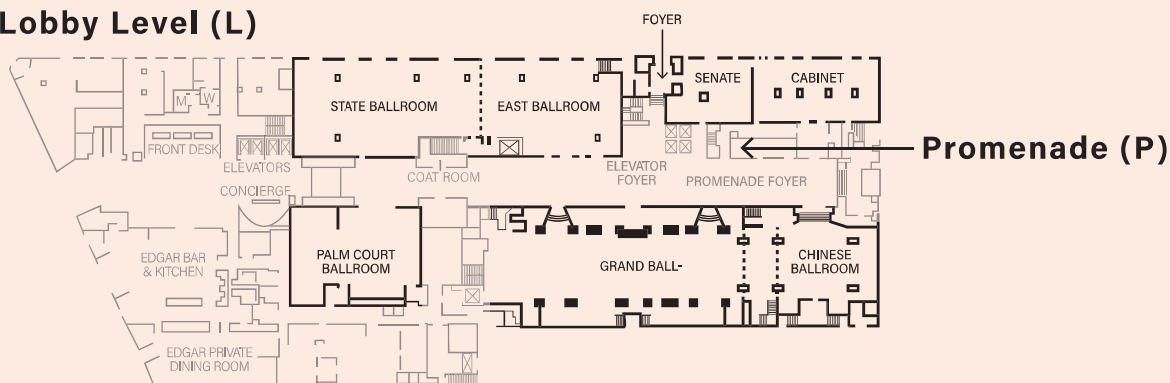 Lobby Level (L)
FOYER
SENATE
CABINET
STATE BALLROOM
EAST BALLROOM
M
W
FRONT DESK
Promenade (P)
ELEVATORS
COAT ROOM
ELEVATOR
FOYER
PROMENADE FOYER
CONCIERGE
EDGAR BAR
& KITCHEN
PALM COURT
BALLROOM
GRAND BALL-
CHINESE
BALLROOM
EDGAR PRIVATE
DINING ROOM